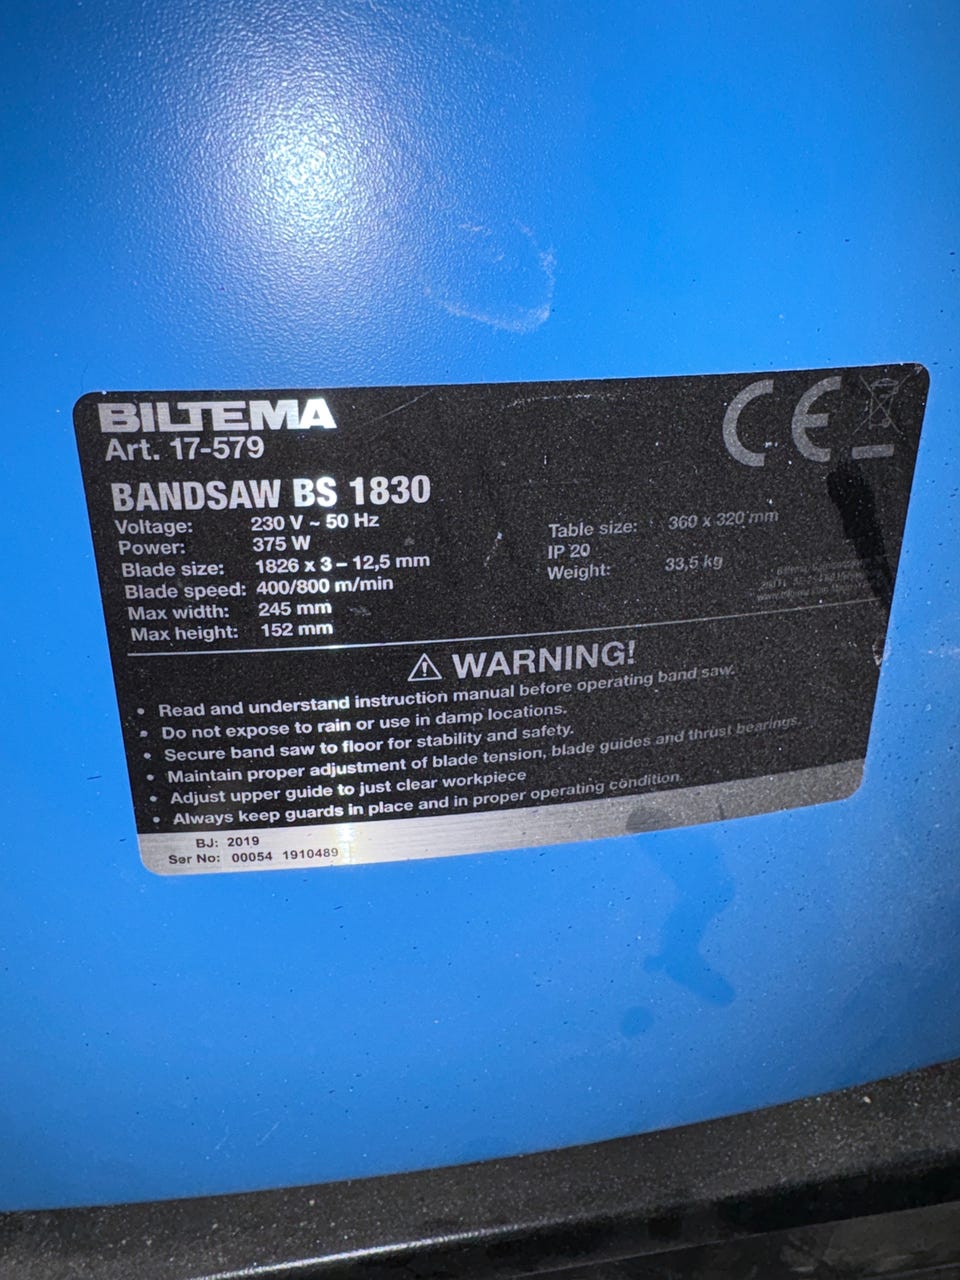 BILTEMA
Art. 17-579
BANDSAW BS 1830
Voltage: 230 V ~ 50 Hz
Power: 375 W
Blade size: 1826 x 3 – 12,5 mm
Blade speed: 400/800 m/min
Max width: 245 mm
Max height: 152 mm
Table size: 360 x 320 mm
IP 20
Weight: 33,5 kg
CE
WARNING!
• Read and understand instruction manual before operating band saw.
• Do not expose to rain or use in damp locations.
• Secure band saw to floor for stability and safety.
• Maintain proper adjustment of blade tension, blade guides and thrust bearings.
• Adjust upper guide to just clear workpiece
• Always keep guards in place and in proper operating condition.
BJ: 2019
Ser No: 00054 1910489